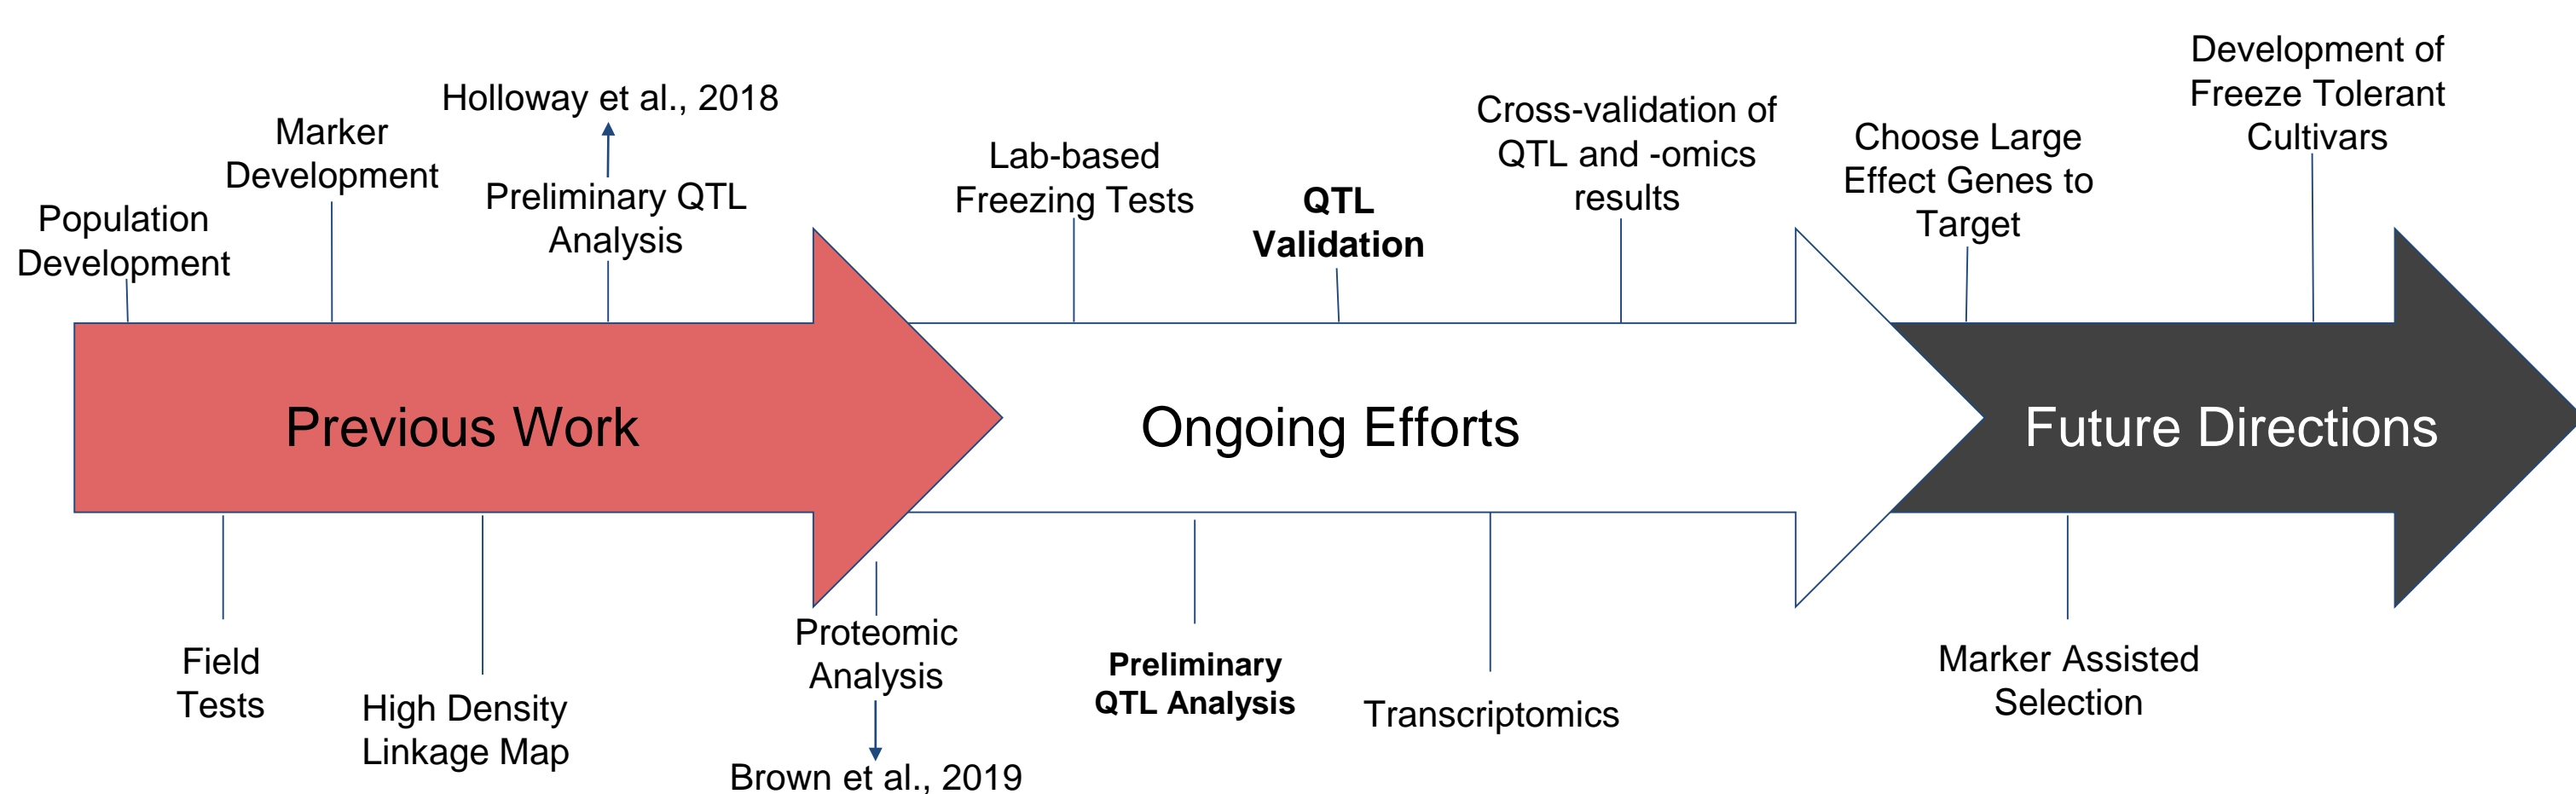 Population
Development
Marker
Development
Holloway et al., 2018
Preliminary QTL
Analysis
Lab-based
Freezing Tests
QTL
Validation
Cross-validation of
QTL and -omics
results
Choose Large
Effect Genes to
Target
Development of
Freeze Tolerant
Cultivars
Previous Work
Ongoing Efforts
Future Directions
Field
Tests
High Density
Linkage Map
Proteomic
Analysis
Brown et al., 2019
Preliminary
QTL Analysis
Transcriptomics
Marker Assisted
Selection